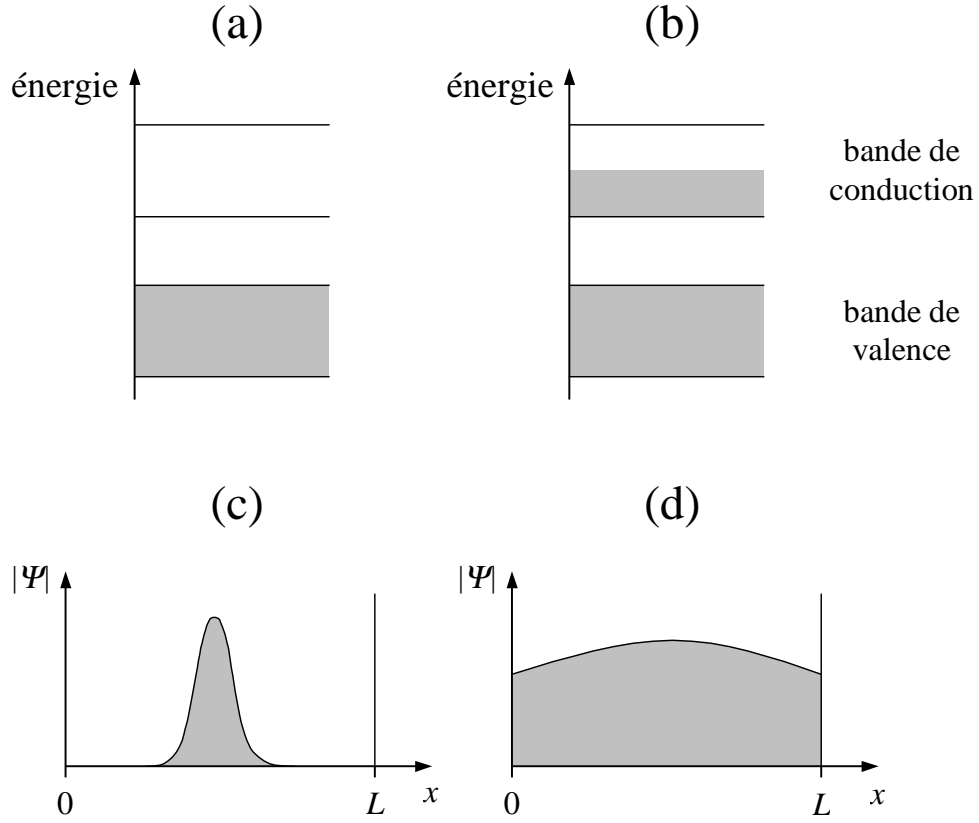 (a)
(b)
énergie
énergie
bande de
conduction
bande de
valence
(c)
(d)
|Ψ|
|Ψ|
0
L
x
0
L
x